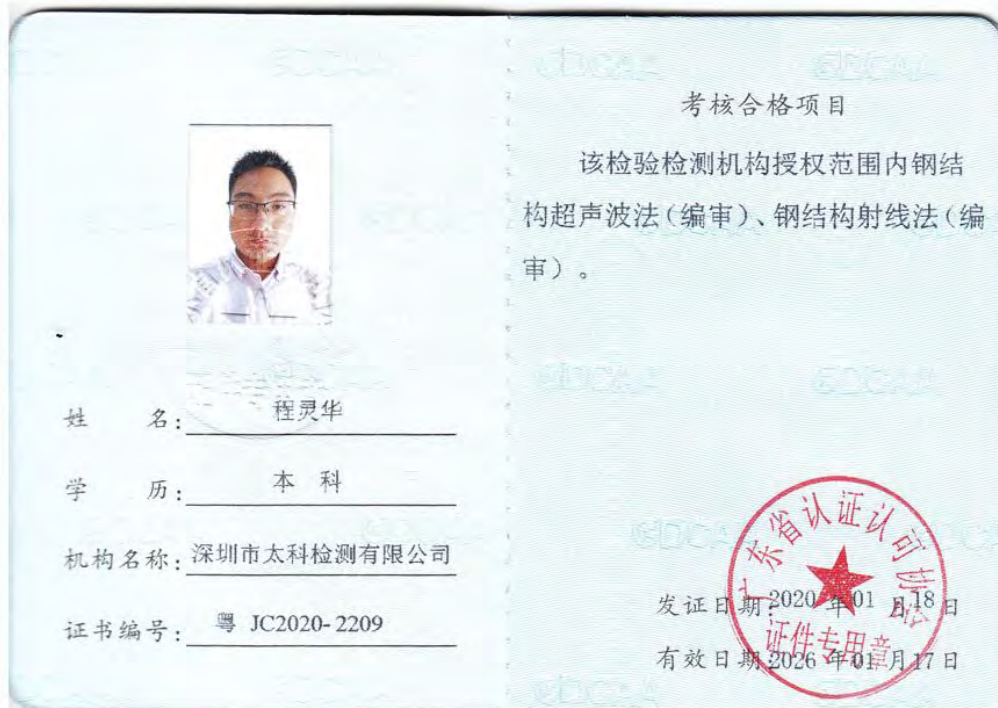 姓 名：程灵华
学 历：本 科
机构名称：深圳市太科检测有限公司
证书编号：粤 JC2020-2209
考核合格项目
该检验检测机构授权范围内钢结
构超声波法（编审）、钢结构射线法（编
审）。
广东省认证认可协会
证件专用章
发证日期：2020 年 01 月 18 日
有效日期 2026 年 01 月 17 日